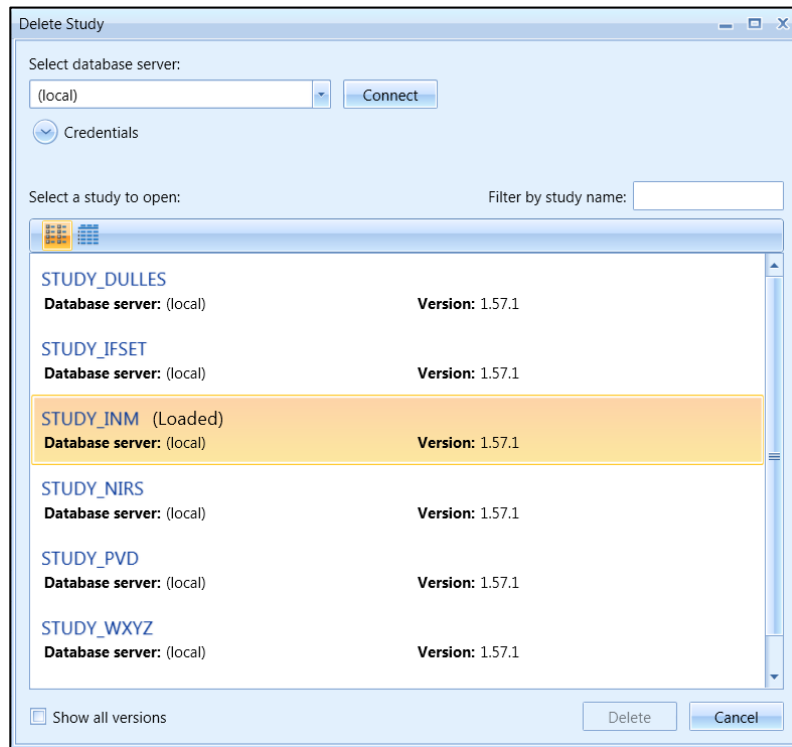 Delete Study
Select database server:
(local) Connect
Credentials
Select a study to open: Filter by study name:
STUDY_DULLES
Database server: (local) Version: 1.57.1
STUDY_IFSET
Database server: (local) Version: 1.57.1
STUDY_INM (Loaded)
Database server: (local) Version: 1.57.1
STUDY_NIRS
Database server: (local) Version: 1.57.1
STUDY_PVD
Database server: (local) Version: 1.57.1
STUDY_WXYZ
Database server: (local) Version: 1.57.1
Show all versions Delete Cancel